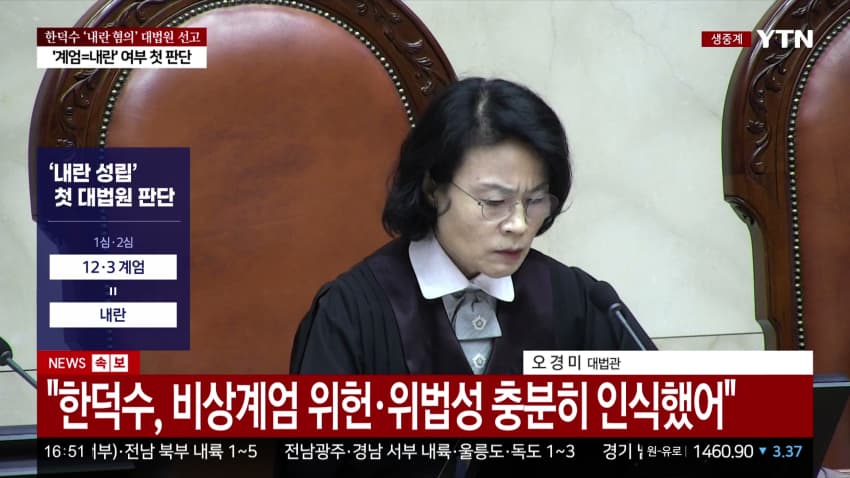 한덕수 '내란 혐의' 대법원 선고
'계엄=내란' 여부 첫 판단
생중계
YTN
'내란 성립'
첫 대법원 판단
1심·2심
12·3 계엄
=
내란
NEWS 속보
오경미 대법관
"한덕수, 비상계엄 위헌·위법성 충분히 인식했어"
16:51 부)·전남 북부 내륙 1~5 전남광주·경남 서부 내륙·울릉도·독도 1~3 경기 원-유로 1460.90 ▼ 3.37